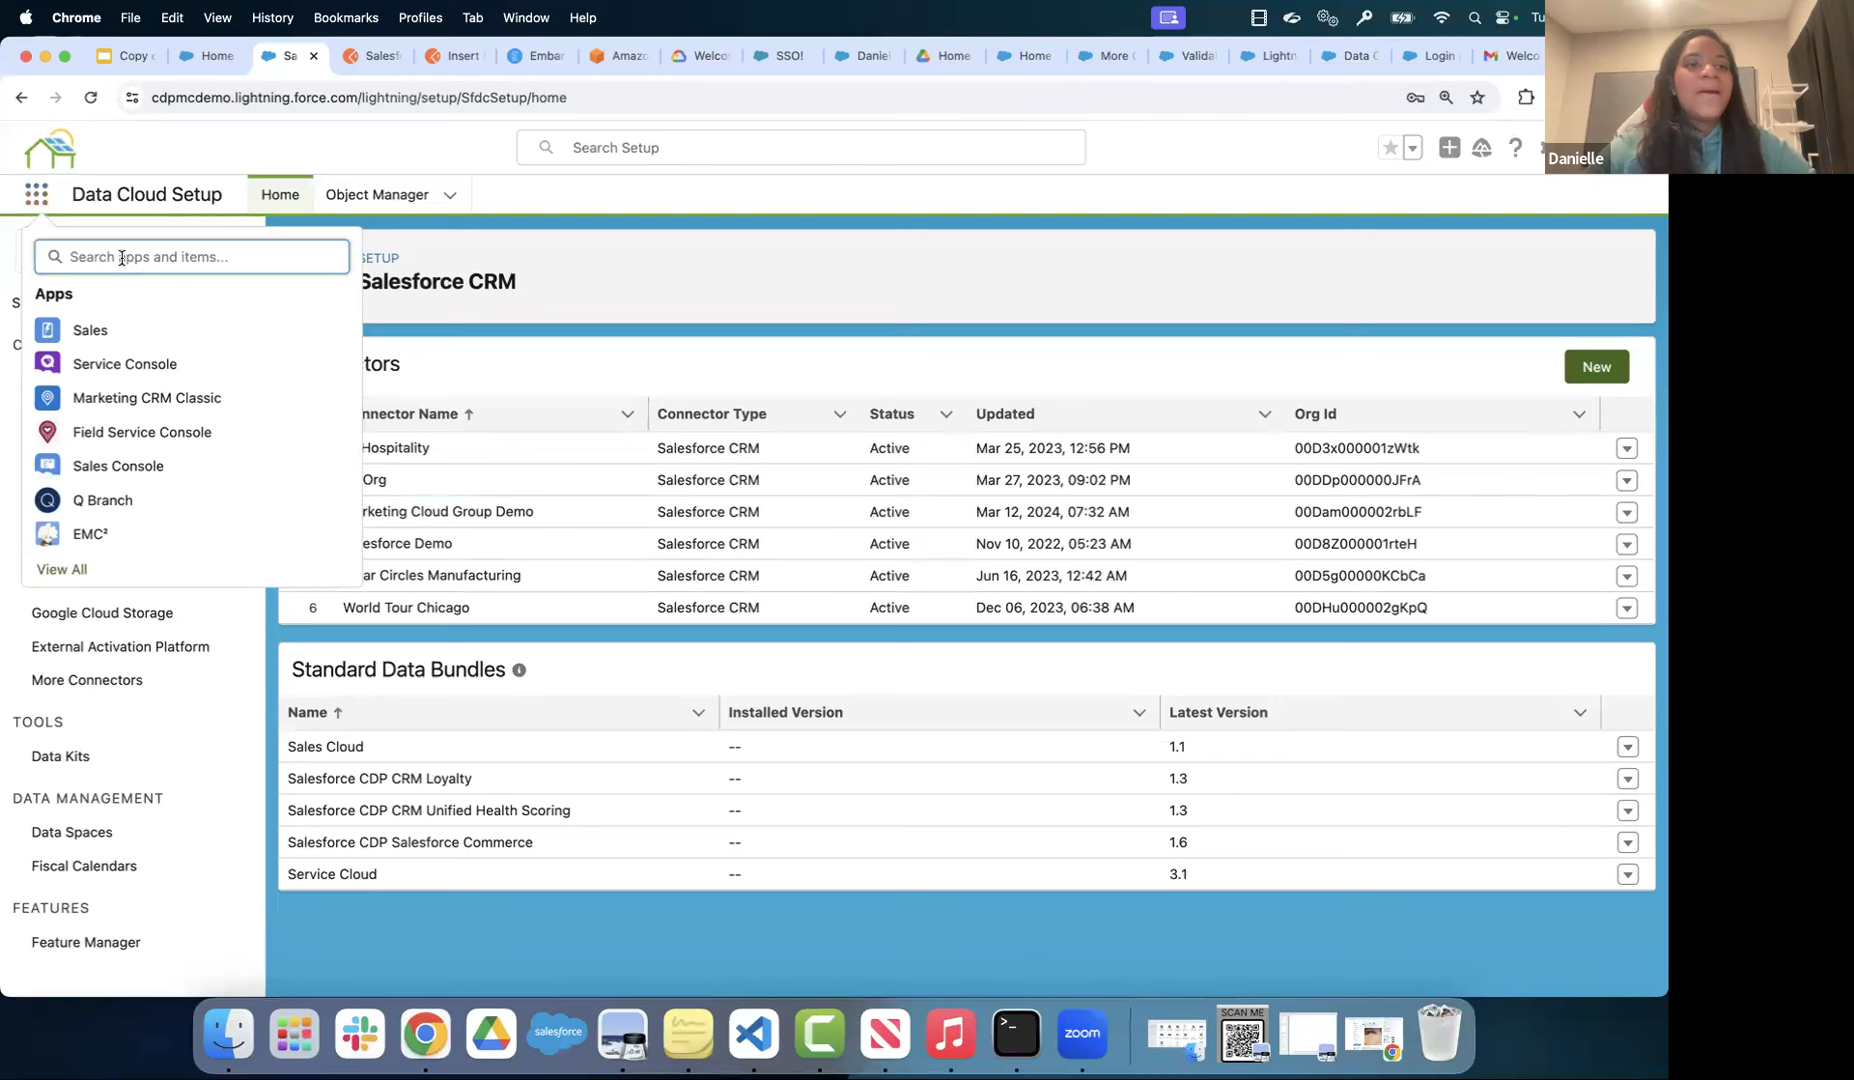 Chrome File Edit View History Bookmarks Profiles Tab Window Help Tu
Copy Home Sa Salesf Insert Embar Amaz Welco SSO! Daniel Home Home More Valida Lightn Data C Login Welco
cdpmcdemo.lightning.force.com/lightning/setup/SfdcSetup/home
Danielle
Search Setup
Data Cloud Setup Home Object Manager
Search apps and items...
SETUP
Salesforce CRM
Apps
Sales
Service Console
Marketing CRM Classic
Field Service Console
Sales Console
Q Branch
EMC²
View All
ctors New
nnector Name Connector Type Status Updated Org Id
Hospitality Salesforce CRM Active Mar 25, 2023, 12:56 PM 00D3x000001zWtk
Org Salesforce CRM Active Mar 27, 2023, 09:02 PM 00DDp000000JFrA
rketing Cloud Group Demo Salesforce CRM Active Mar 12, 2024, 07:32 AM 00Dam000002rbLF
esforce Demo Salesforce CRM Active Nov 10, 2022, 05:23 AM 00D8Z000001rteH
ar Circles Manufacturing Salesforce CRM Active Jun 16, 2023, 12:42 AM 00D5g00000KCbCa
6 World Tour Chicago Salesforce CRM Active Dec 06, 2023, 06:38 AM 00DHu000002gKpQ
Google Cloud Storage
External Activation Platform
More Connectors
TOOLS
Data Kits
DATA MANAGEMENT
Data Spaces
Fiscal Calendars
FEATURES
Feature Manager
Standard Data Bundles
Name Installed Version Latest Version
Sales Cloud -- 1.1
Salesforce CDP CRM Loyalty -- 1.3
Salesforce CDP CRM Unified Health Scoring -- 1.3
Salesforce CDP Salesforce Commerce -- 1.6
Service Cloud -- 3.1
salesforce
>_
zoom
SCAN ME